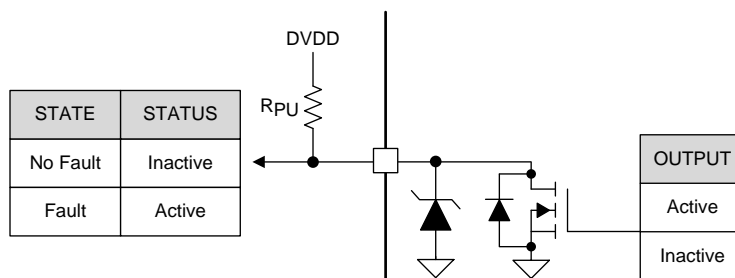 DVDD
RPU
STATE STATUS
No Fault Inactive
Fault Active
OUTPUT
Active
Inactive